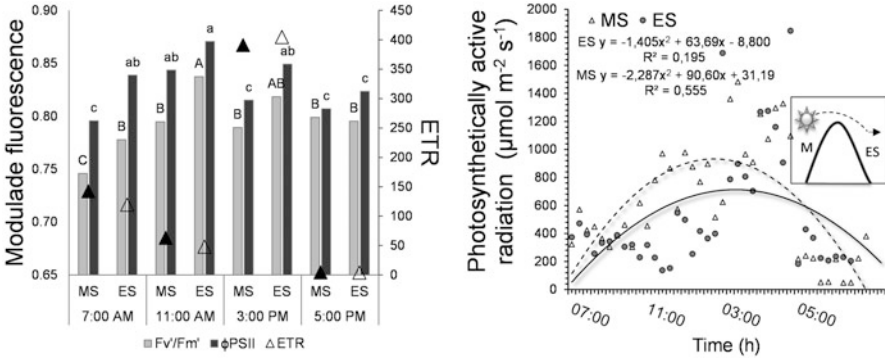 Modulade fluorescence
0.90
0.85
0.80
0.75
0.70
0.65
C
c
B
ab
B
ab
A
a
B
c
AB
ab
B
c
B
c
450
400
350
300
250
200
150
100
50
0
ETR
MS ES MS ES MS ES MS ES
7:00 AM 11:00 AM 3:00 PM 5:00 PM
Fv'/Fm' ϕPSII ETR
Photosynthetically active
radiation (μmol m-2 s-1)
2000
1800
1600
1400
1200
1000
800
600
400
200
0
MS ES
ES y = -1,405x² + 63,69x - 8,800
R² = 0,195
MS y = -2,287x² + 90,60x + 31,19
R² = 0,555
M
ES
07:00 11:00 03:00 05:00
Time (h)